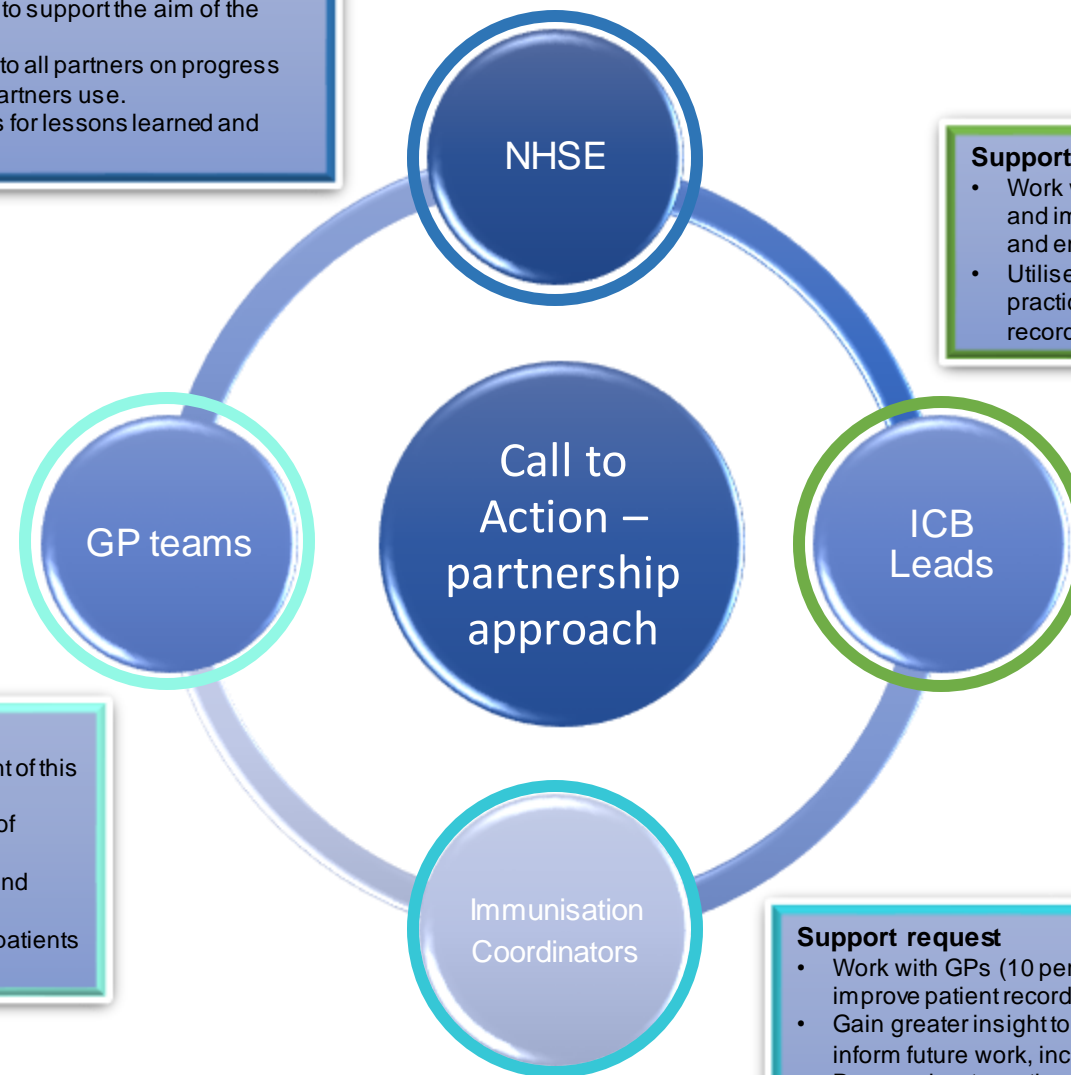 to support the aim of the
to all partners on progress
artners use.
s for lessons learned and
NHSE
Support
• Work
and
and
• Utilise
practic
record
GP teams
Call to
Action –
partnership
approach
ICB
Leads
nt of this
of
nd
patients
Immunisation
Coordinators
Support request
• Work with GPs (10 per
improve patient record
• Gain greater insight to
inform future work, inc